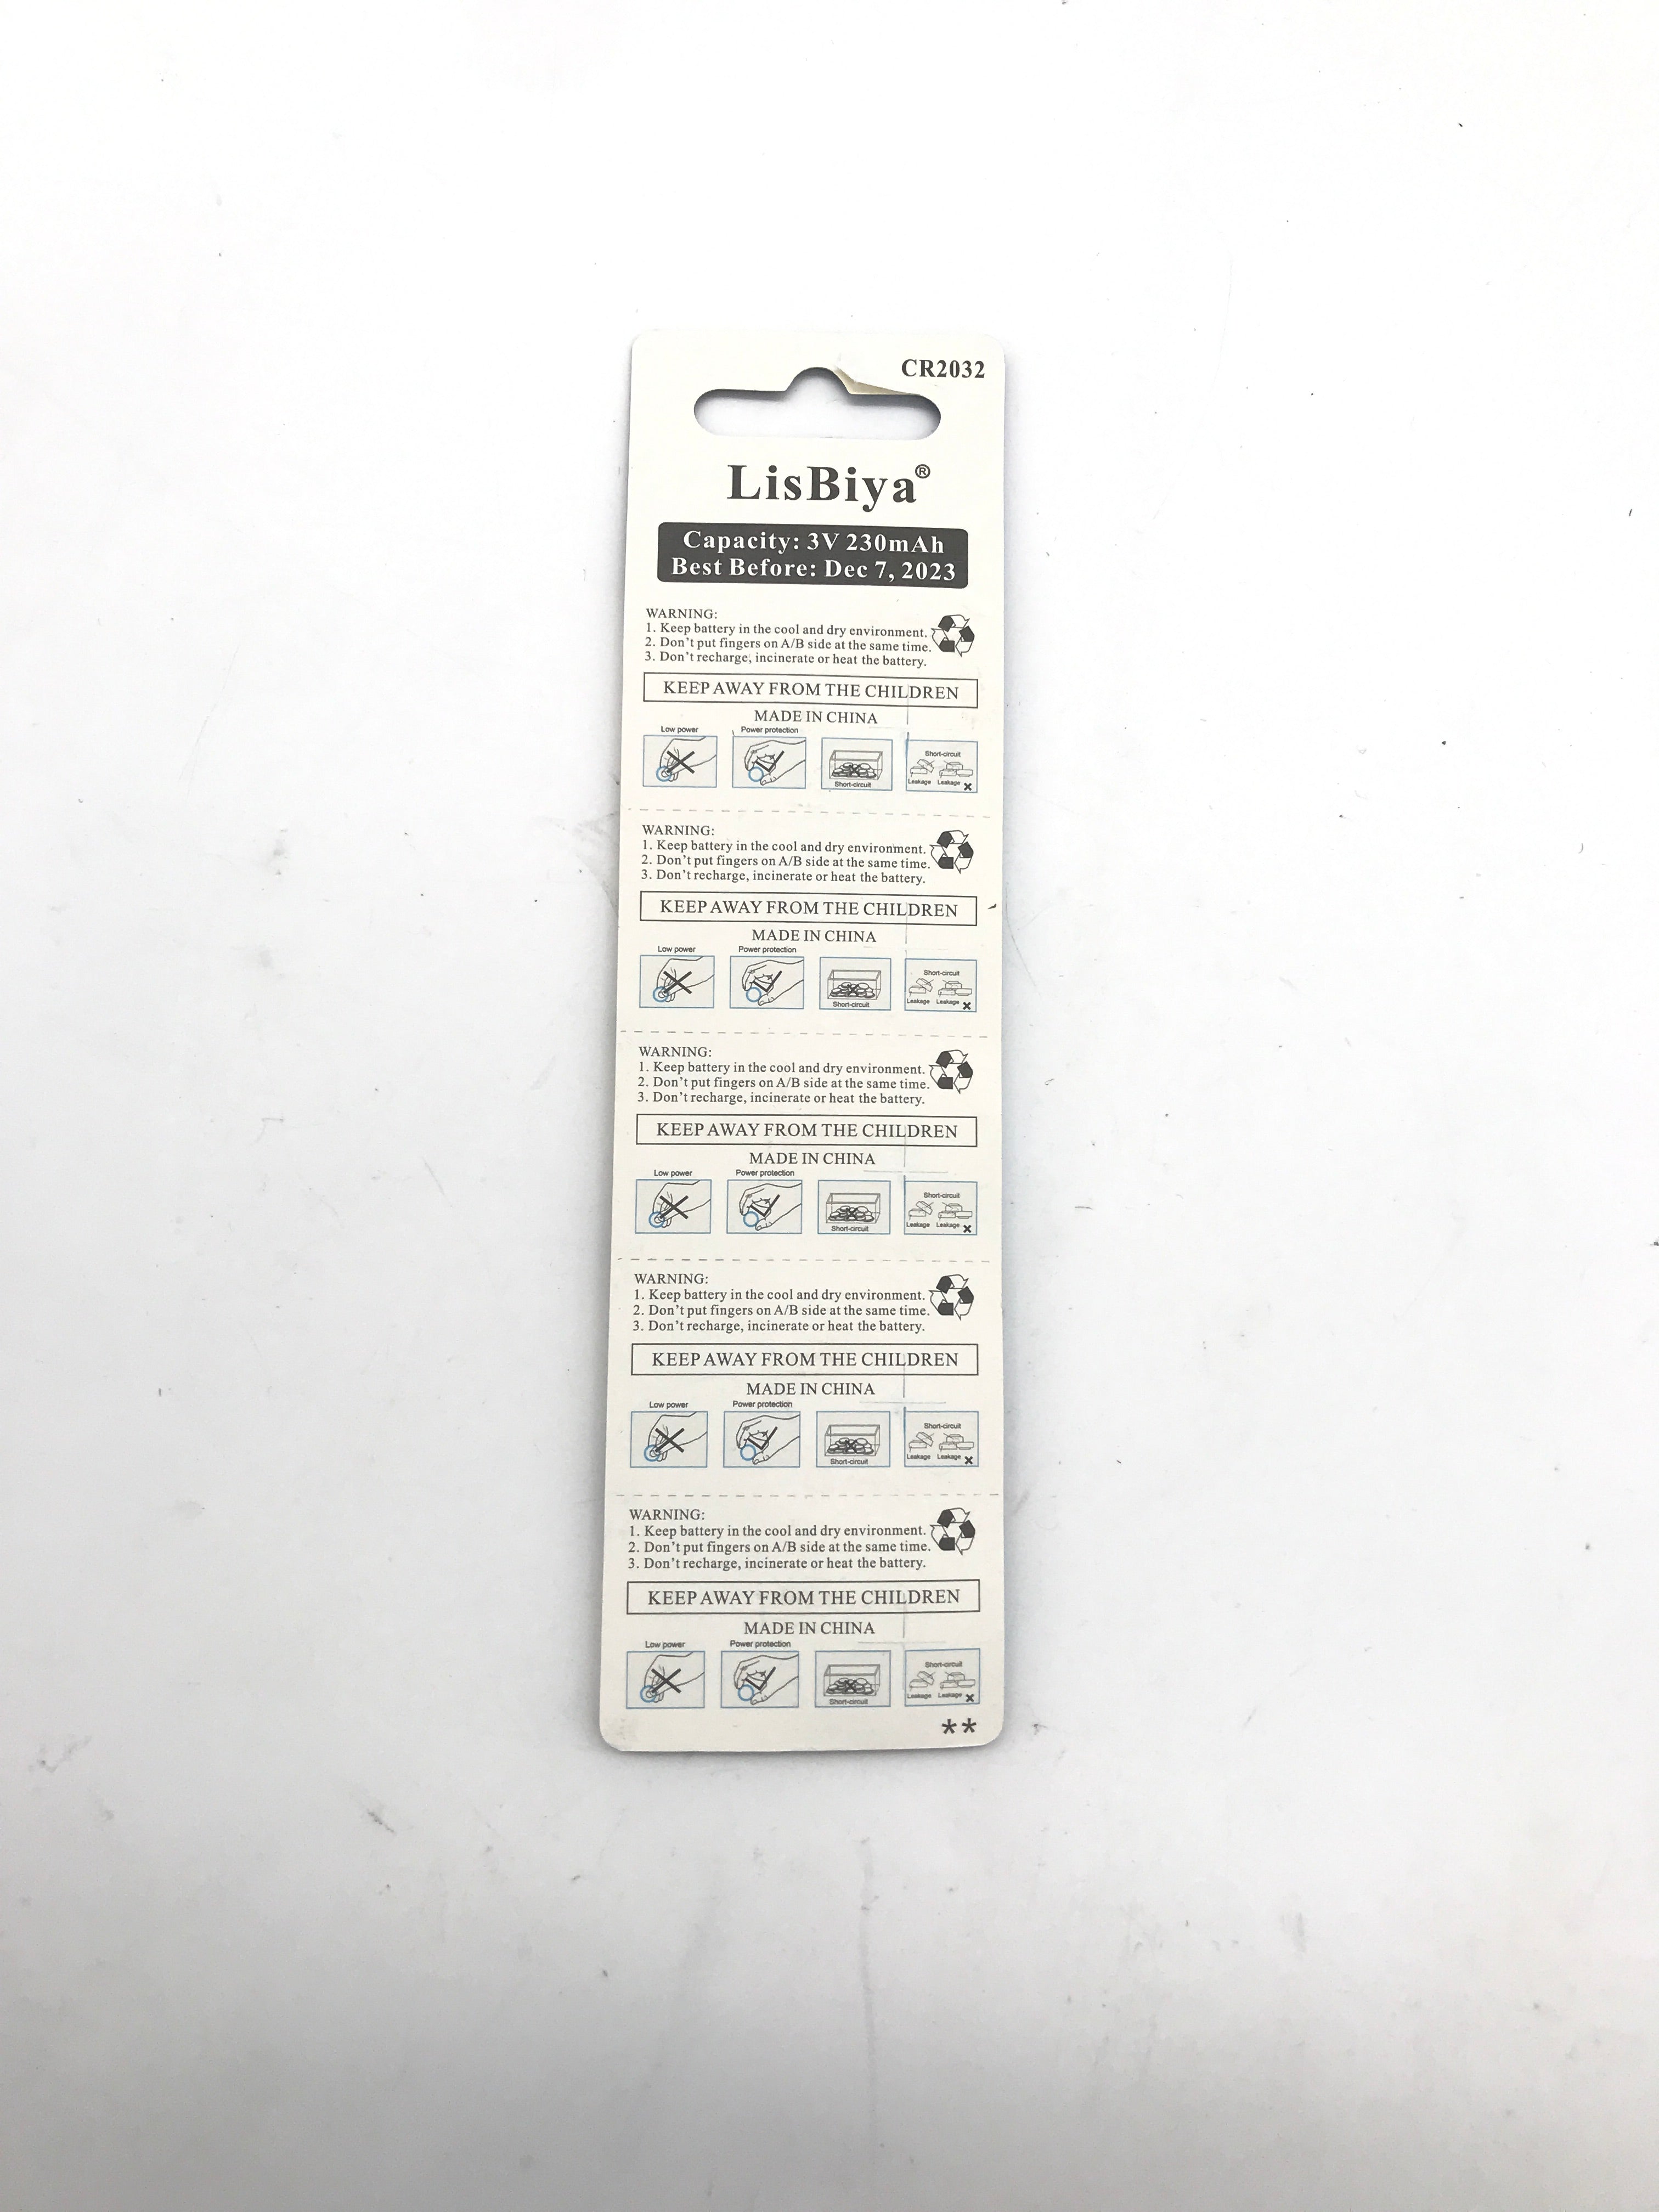 CR2032
LisBiya®
Capacity: 3V 230mAh
Best Before: Dec 7, 2023
WARNING:
1. Keep battery in the cool and dry environment.
2. Don't put fingers on A/B side at the same time.
3. Don't recharge, incinerate or heat the battery.
KEEP AWAY FROM THE CHILDREN
MADE IN CHINA
Low power Power protection
Short-circuit
Leakage Leakage
Short-circuit
WARNING:
1. Keep battery in the cool and dry environment.
2. Don't put fingers on A/B side at the same time.
3. Don't recharge, incinerate or heat the battery.
KEEP AWAY FROM THE CHILDREN
MADE IN CHINA
Low power Power protection
Short-circuit
Leakage Leakage
Short-circuit
WARNING:
1. Keep battery in the cool and dry environment.
2. Don't put fingers on A/B side at the same time.
3. Don't recharge, incinerate or heat the battery.
KEEP AWAY FROM THE CHILDREN
MADE IN CHINA
Low power Power protection
Short-circuit
Leakage Leakage
Short-circuit
WARNING:
1. Keep battery in the cool and dry environment.
2. Don't put fingers on A/B side at the same time.
3. Don't recharge, incinerate or heat the battery.
KEEP AWAY FROM THE CHILDREN
MADE IN CHINA
Low power Power protection
Short-circuit
Leakage Leakage
Short-circuit
WARNING:
1. Keep battery in the cool and dry environment.
2. Don't put fingers on A/B side at the same time.
3. Don't recharge, incinerate or heat the battery.
KEEP AWAY FROM THE CHILDREN
MADE IN CHINA
Low power Power protection
Short-circuit
Leakage Leakage
Short-circuit
**